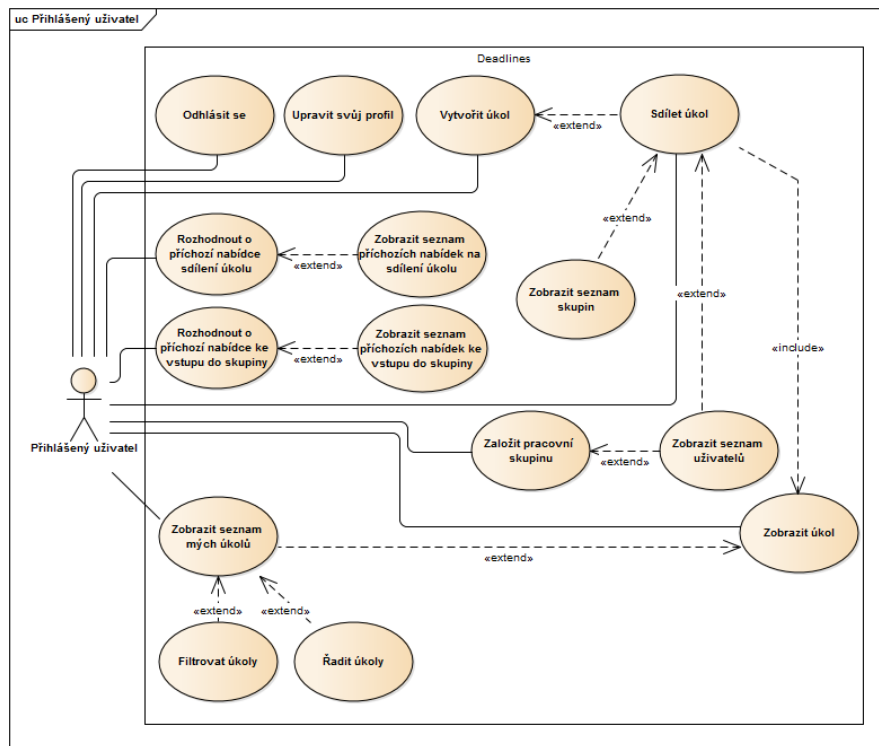 uc Přihlášený uživatel
Deadlines
Odhlásit se
Upravit svůj profil
Vytvořit úkol
«extend»
Sdílet úkol
Rozhodnout o
příchozí nabídce
sdílení úkolu
«extend»
Zobrazit seznam
příchozích nabídek na
sdílení úkolu
«extend»
Zobrazit seznam
skupin
«extend»
«include»
Rozhodnout o
příchozí nabídce ke
vstupu do skupiny
«extend»
Zobrazit seznam
příchozích nabídek ke
vstupu do skupiny
Přihlášený uživatel
Založit pracovní
skupinu
«extend»
Zobrazit seznam
uživatelů
Zobrazit seznam
mých úkolů
«extend»
Zobrazit úkol
«extend»
«extend»
Filtrovat úkoly
Řadit úkoly